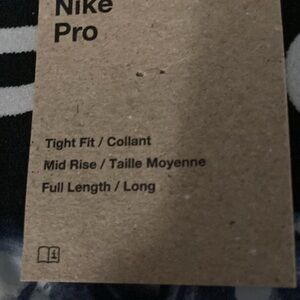 Nike
Pro
Tight Fit / Collant
Mid Rise / Taille Moyenne
Full Length / Long